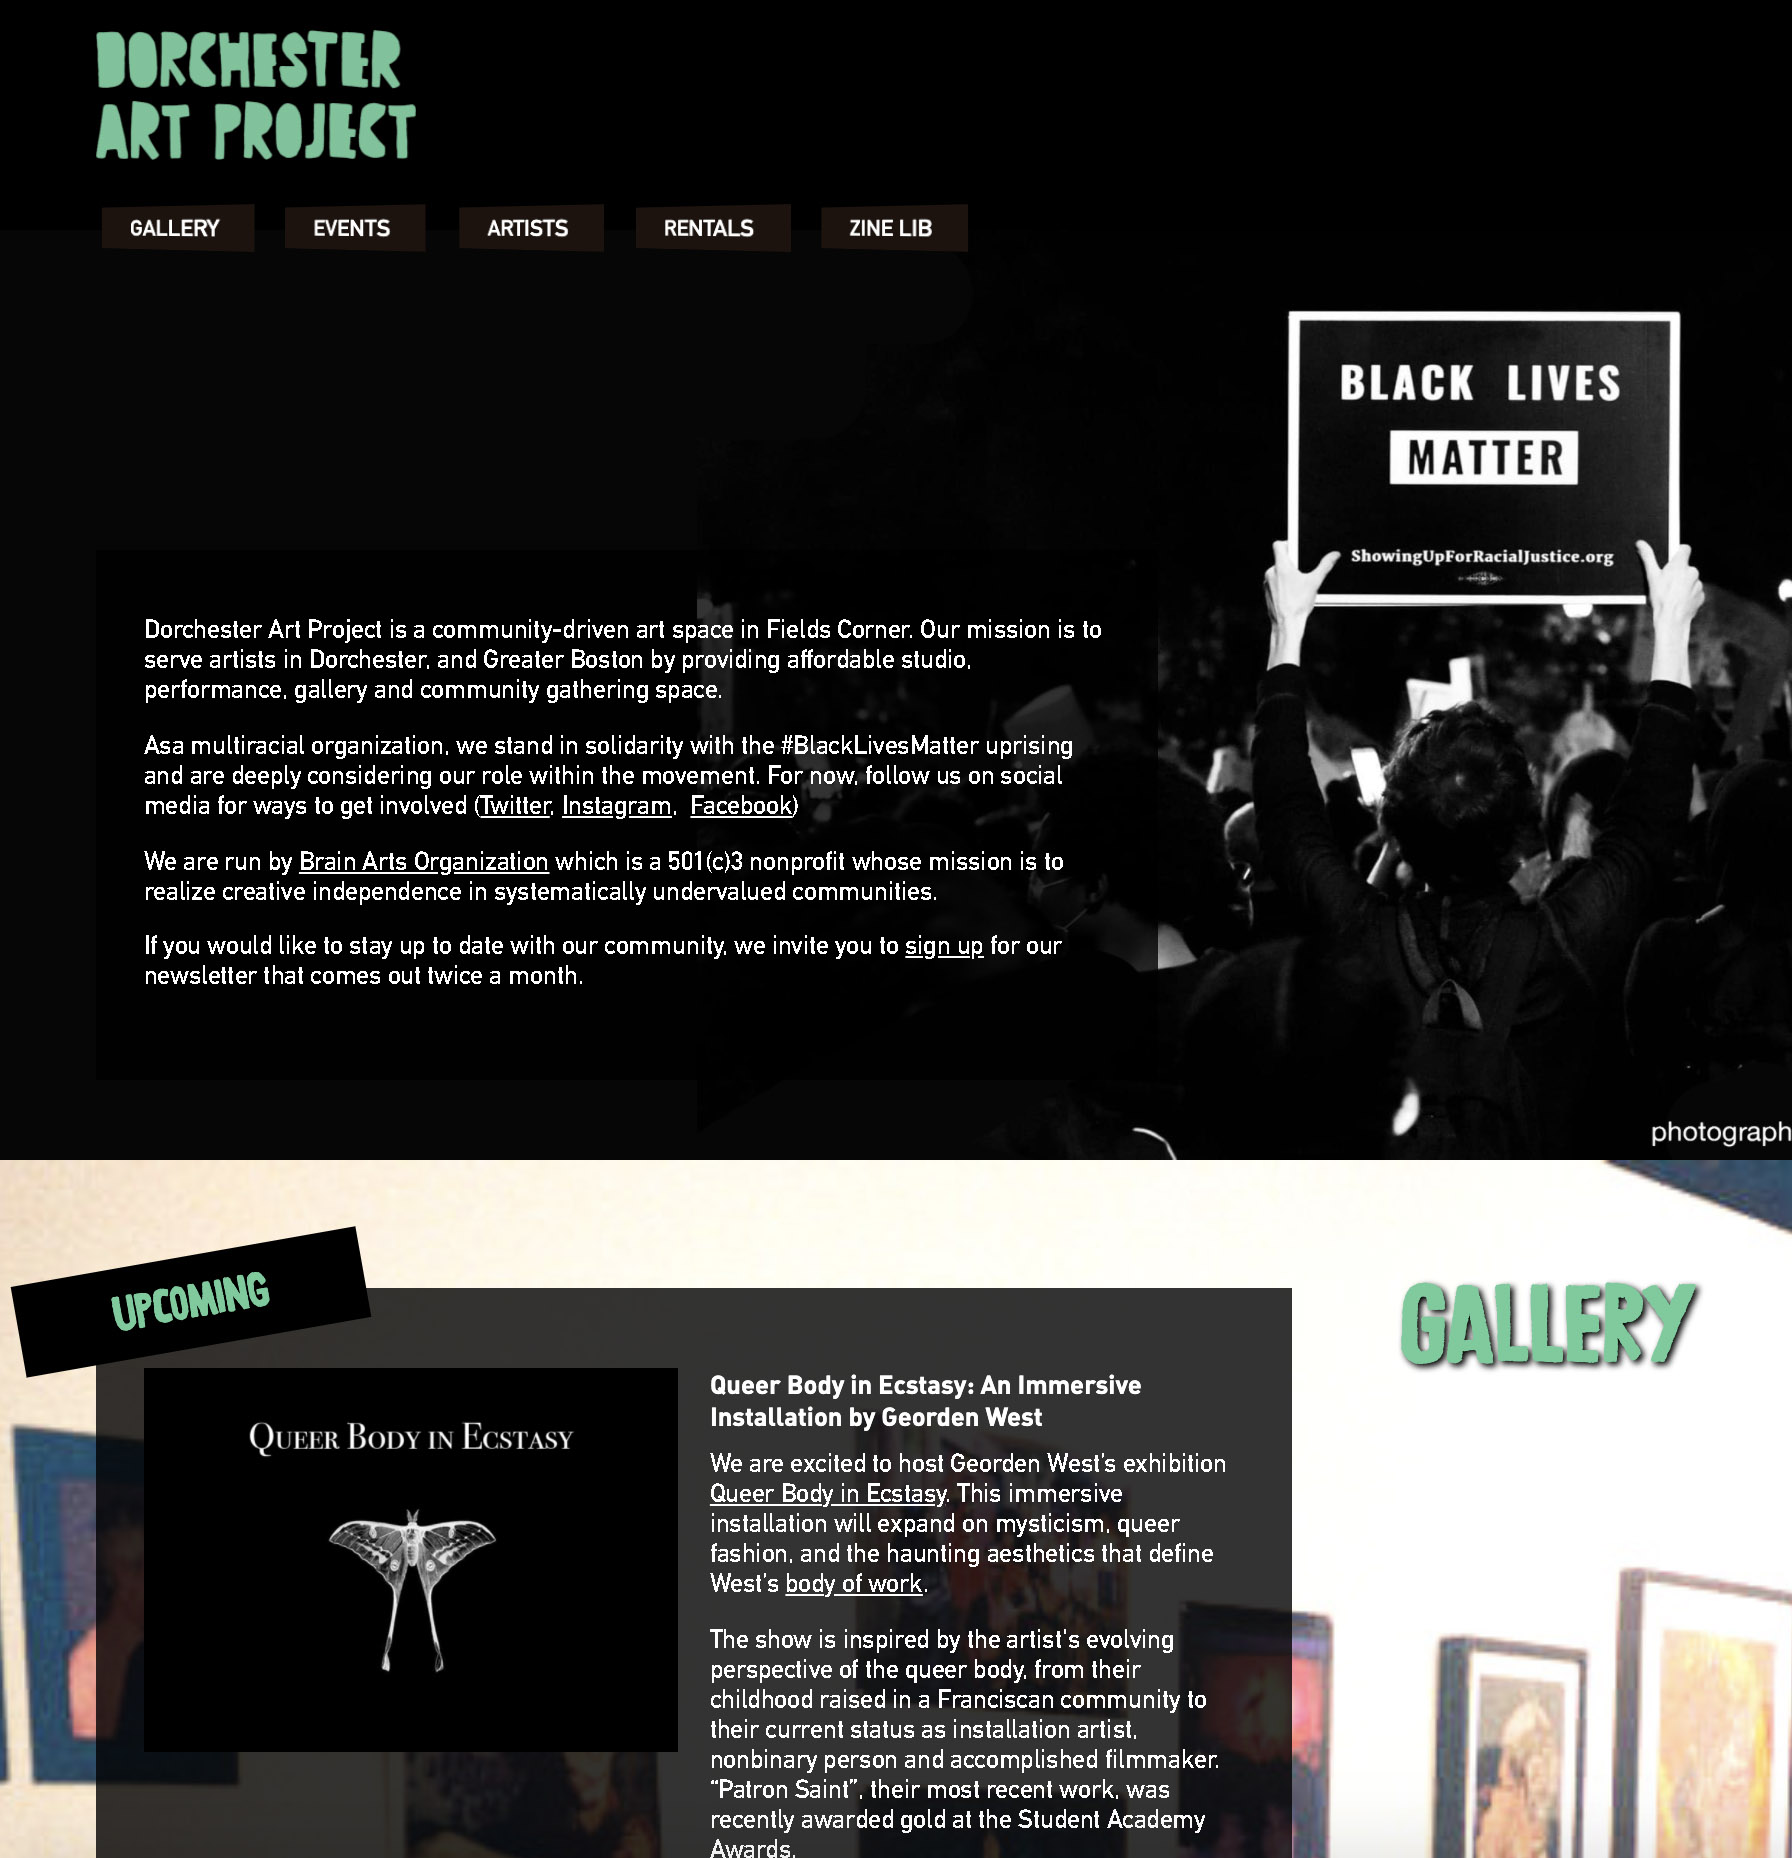 DORCHESTER
ART PROJECT
GALLERY EVENTS ARTISTS RENTALS ZINE LIB
BLACK LIVES
MATTER
ShowingUpForRacialJustice.org
Dorchester Art Project is a community-driven art space in Fields Corner. Our mission is to
serve artists in Dorchester, and Greater Boston by providing affordable studio,
performance, gallery and community gathering space.
Asa multiracial organization, we stand in solidarity with the #BlackLivesMatter uprising
and are deeply considering our role within the movement. For now, follow us on social
media for ways to get involved (Twitter, Instagram, Facebook)
We are run by Brain Arts Organization which is a 501(c)3 nonprofit whose mission is to
realize creative independence in systematically undervalued communities.
If you would like to stay up to date with our community, we invite you to sign up for our
newsletter that comes out twice a month.
photograph
UPCOMING
GALLERY
QUEER BODY IN ECSTASY
Queer Body in Ecstasy: An Immersive
Installation by Georden West
We are excited to host Georden West's exhibition
Queer Body in Ecstasy. This immersive
installation will expand on mysticism, queer
fashion, and the haunting aesthetics that define
West's body of work.
The show is inspired by the artist's evolving
perspective of the queer body, from their
childhood raised in a Franciscan community to
their current status as installation artist,
nonbinary person and accomplished filmmaker.
“Patron Saint”, their most recent work, was
recently awarded gold at the Student Academy
Awards.